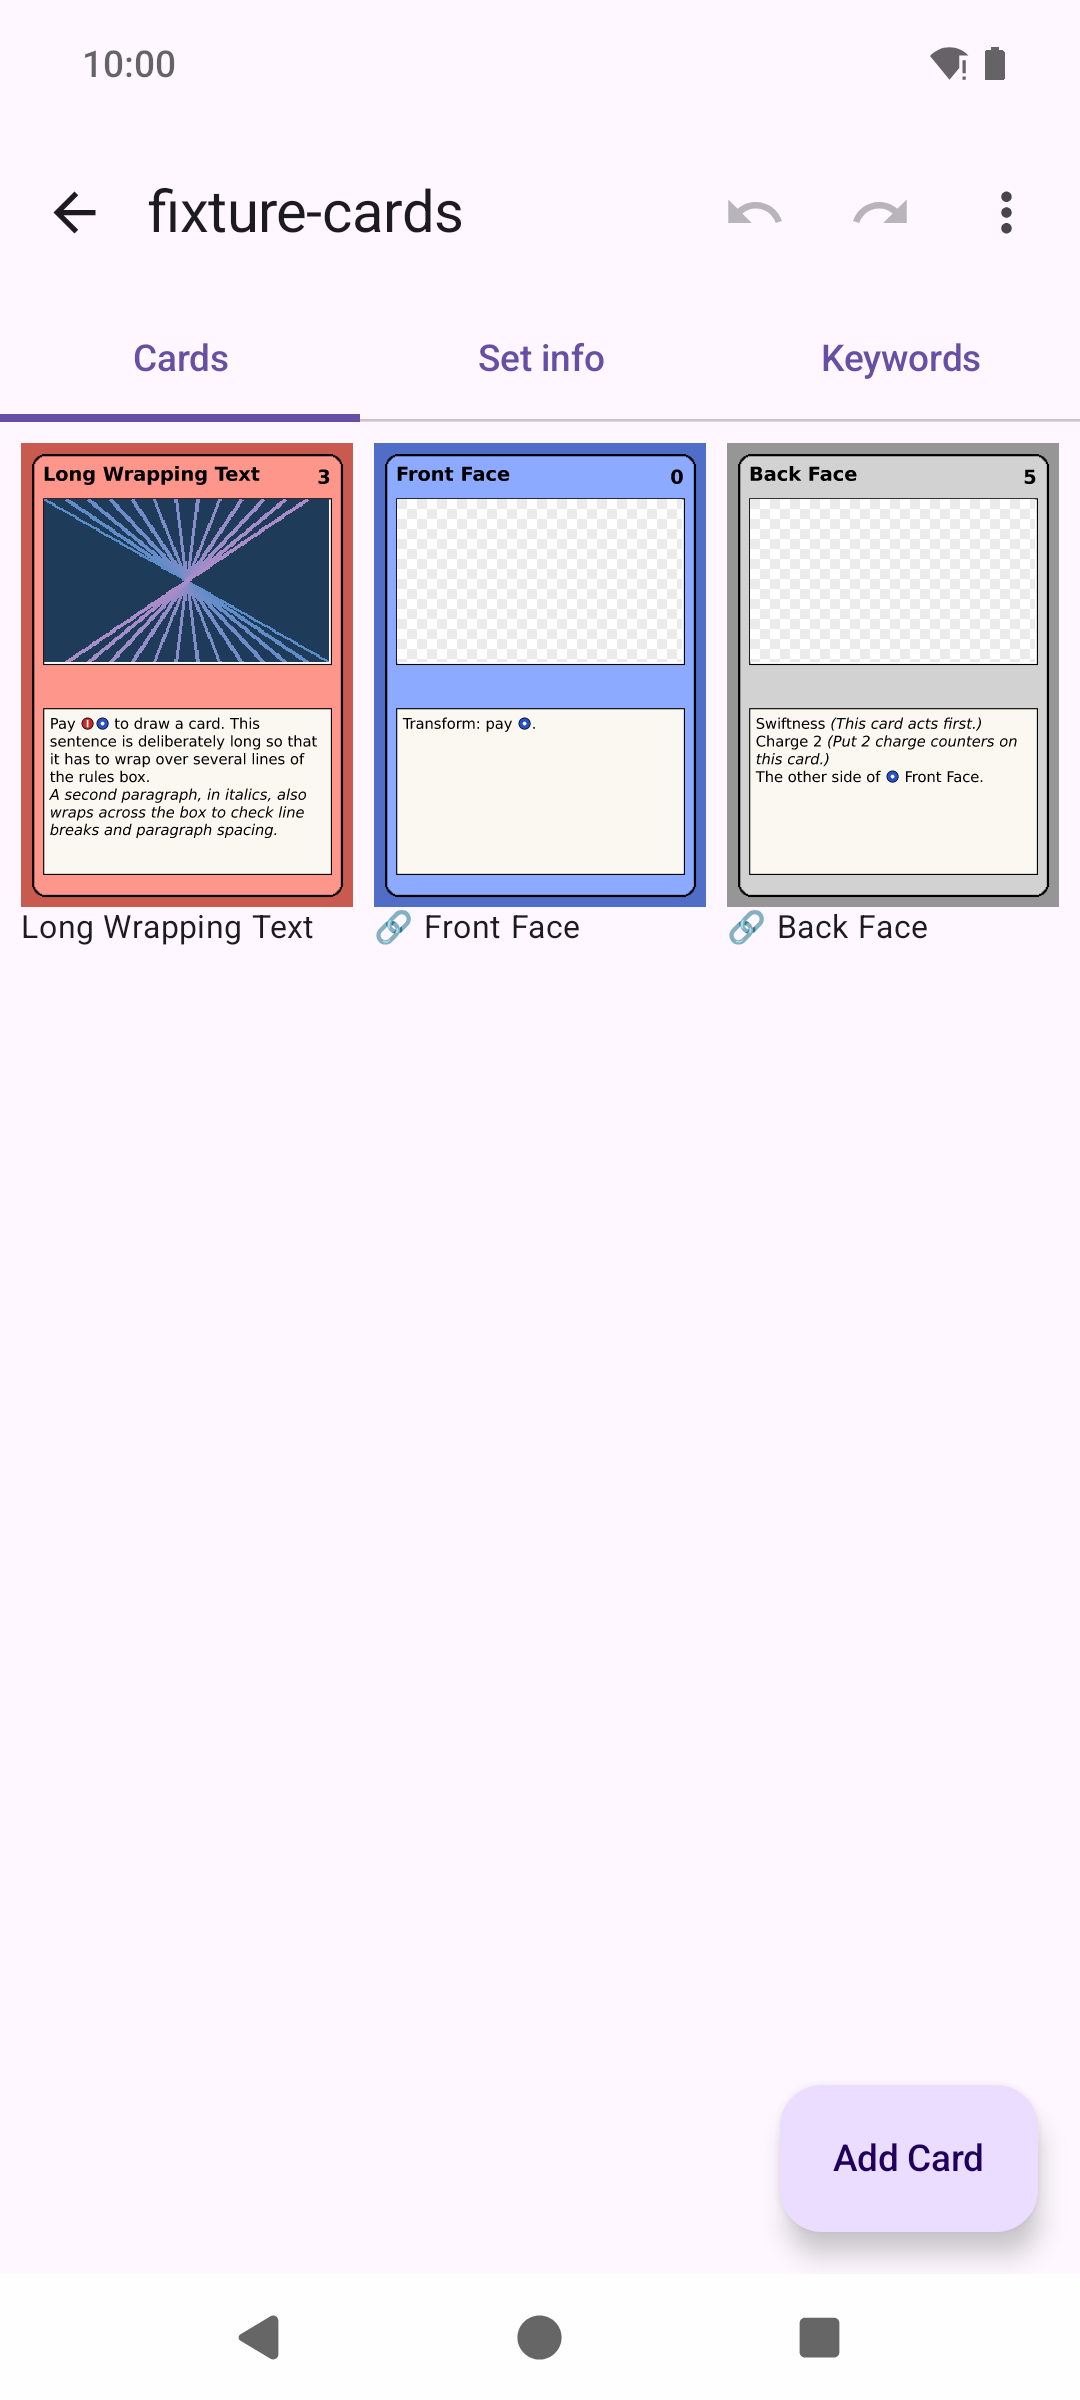 10:00
fixture-cards
Cards
Set info
Keywords
Long Wrapping Text 3
Pay to draw a card. This
sentence is deliberately long so that
it has to wrap over several lines of
the rules box.
A second paragraph, in italics, also
wraps across the box to check line
breaks and paragraph spacing.
Long Wrapping Text
Front Face 0
Transform: pay .
Front Face
Back Face 5
Swiftness (This card acts first.)
Charge 2 (Put 2 charge counters on
this card.)
The other side of Front Face.
Back Face
Add Card